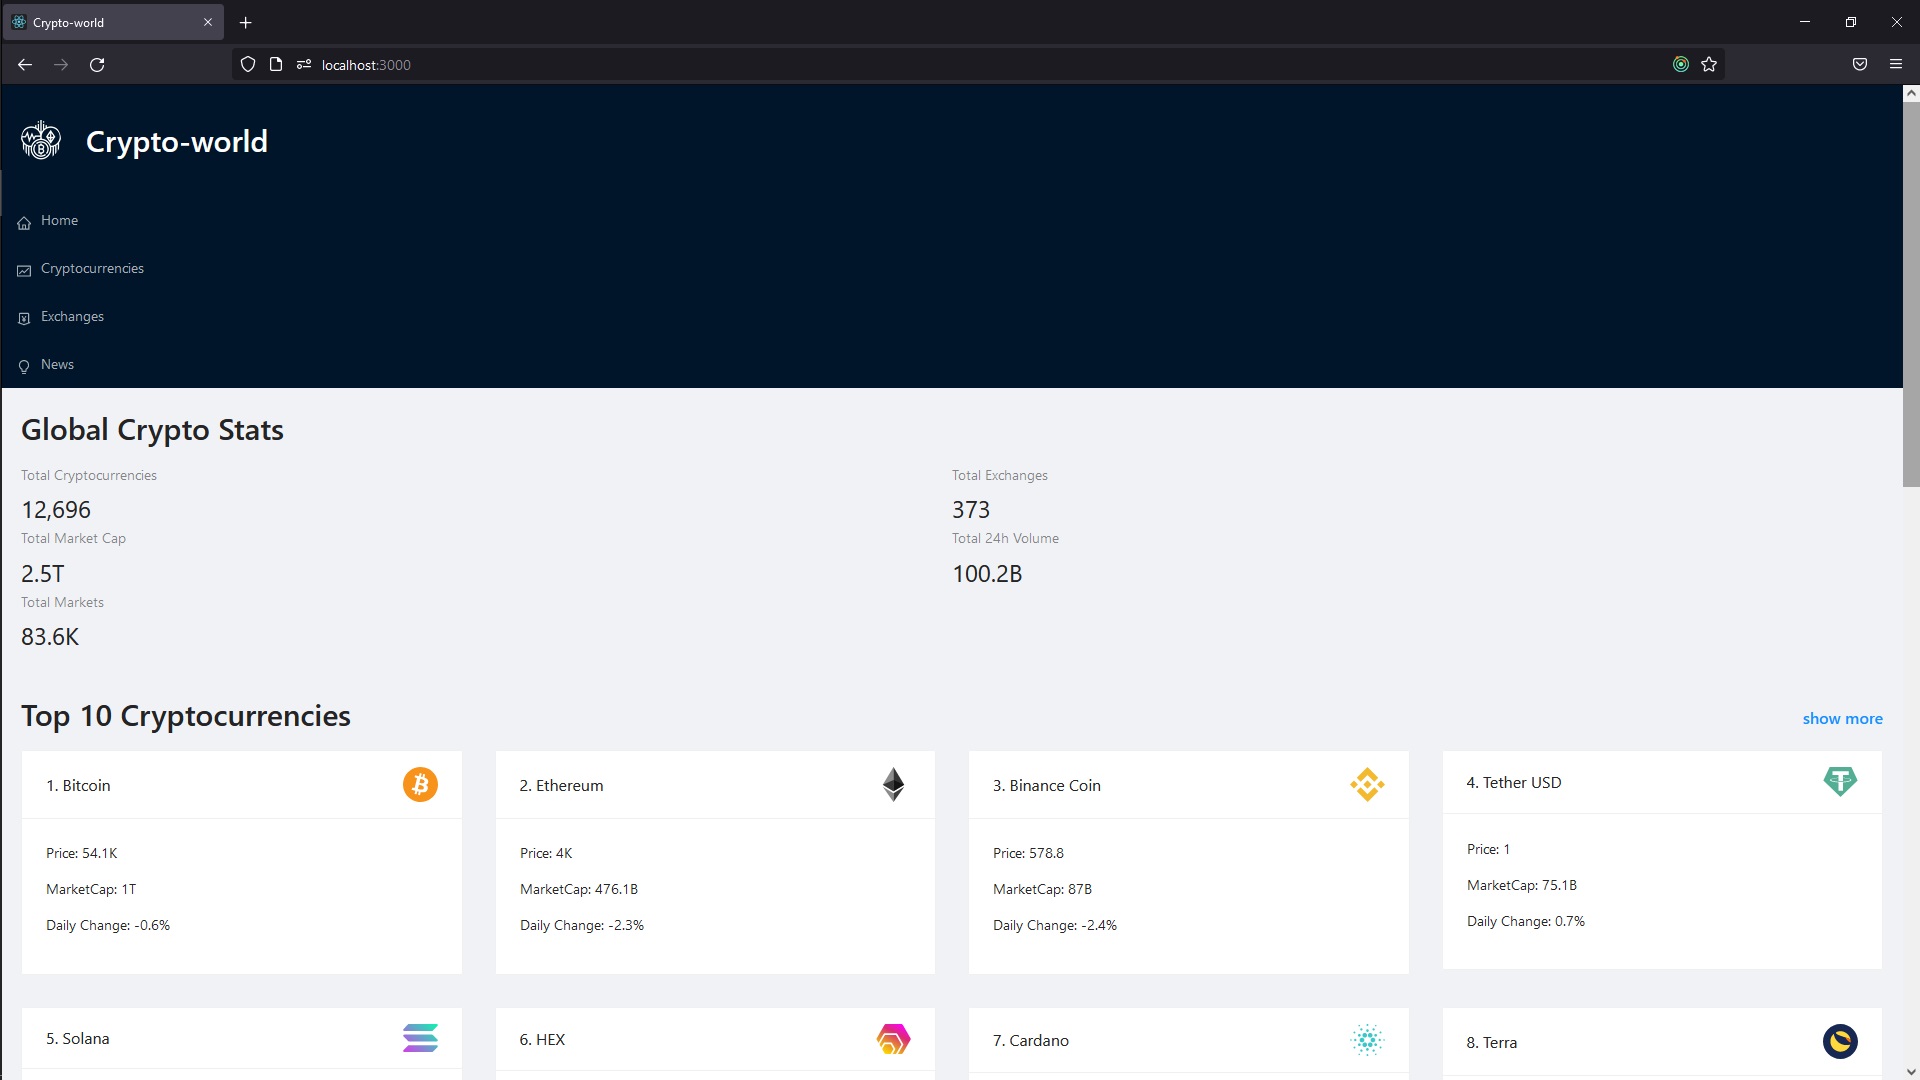 Crypto-world
localhost:3000
Crypto-world
Home
Cryptocurrencies
Exchanges
News
Global Crypto Stats
Total Cryptocurrencies
12,696
Total Exchanges
373
Total Market Cap
2.5T
Total 24h Volume
100.2B
Total Markets
83.6K
Top 10 Cryptocurrencies
show more
1. Bitcoin
Price: 54.1K
MarketCap: 1T
Daily Change: -0.6%
2. Ethereum
Price: 4K
MarketCap: 476.1B
Daily Change: -2.3%
3. Binance Coin
Price: 578.8
MarketCap: 87B
Daily Change: -2.4%
4. Tether USD
Price: 1
MarketCap: 75.1B
Daily Change: 0.7%
5. Solana
6. HEX
7. Cardano
8. Terra